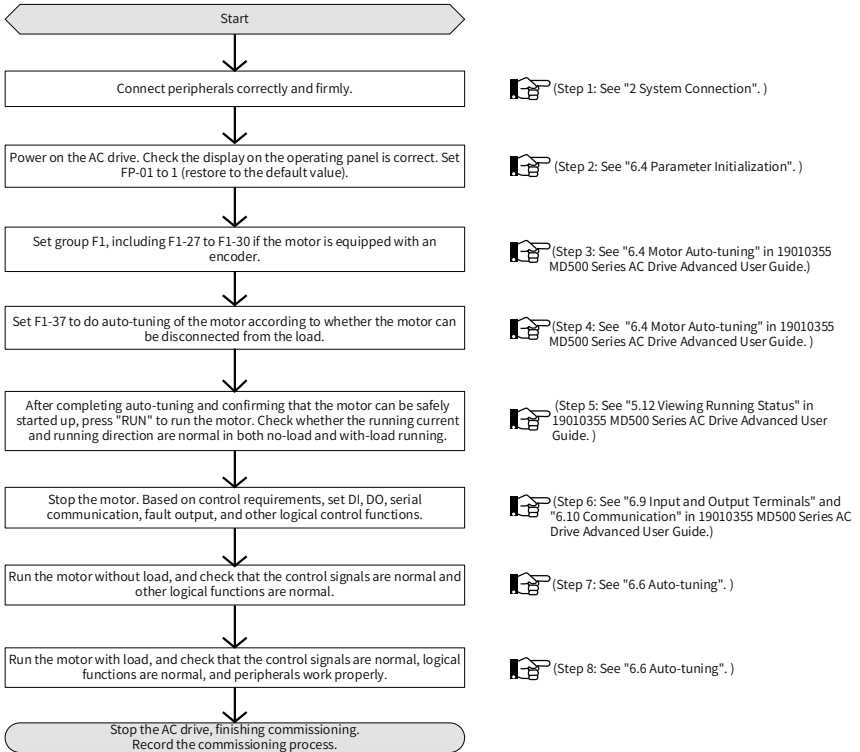 Start
Connect peripherals correctly and firmly.
(Step 1: See "2 System Connection". )
Power on the AC drive. Check the display on the operating panel is correct. Set
FP-01 to 1 (restore to the default value).
(Step 2: See "6.4 Parameter Initialization". )
Set group F1, including F1-27 to F1-30 if the motor is equipped with an
encoder.
(Step 3: See "6.4 Motor Auto-tuning" in 19010355
MD500 Series AC Drive Advanced User Guide.)
Set F1-37 to do auto-tuning of the motor according to whether the motor can
be disconnected from the load.
(Step 4: See "6.4 Motor Auto-tuning" in 19010355
MD500 Series AC Drive Advanced User Guide. )
After completing auto-tuning and confirming that the motor can be safely
started up, press "RUN" to run the motor. Check whether the running current
and running direction are normal in both no-load and with-load running.
(Step 5: See "5.12 Viewing Running Status" in
19010355 MD500 Series AC Drive Advanced User
Guide. )
Stop the motor. Based on control requirements, set DI, DO, serial
communication, fault output, and other logical control functions.
(Step 6: See "6.9 Input and Output Terminals" and
"6.10 Communication" in 19010355 MD500 Series AC
Drive Advanced User Guide.)
Run the motor without load, and check that the control signals are normal and
other logical functions are normal.
(Step 7: See "6.6 Auto-tuning". )
Run the motor with load, and check that the control signals are normal, logical
functions are normal, and peripherals work properly.
(Step 8: See "6.6 Auto-tuning". )
Stop the AC drive, finishing commissioning.
Record the commissioning process.